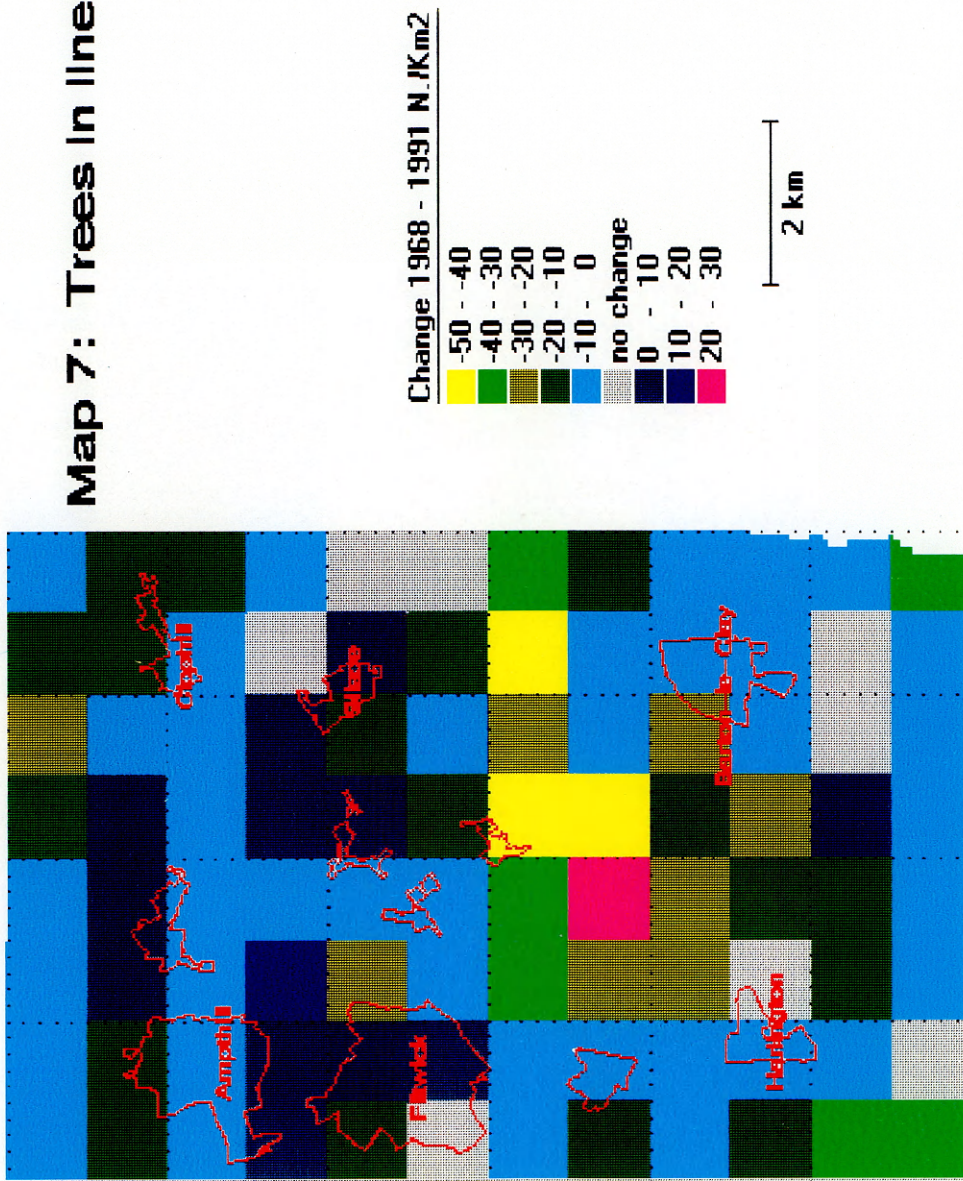 Map 7: Trees in line
Change 1968 - 1991 N./Km2
-50 - -40
-40 - -30
-30 - -20
-20 - -10
-10 - 0
no change
0 - 10
10 - 20
20 - 30
2 km
Clophill
Silsoe
Barton-le-Clay
Ampthill
Flitwick
Harlington